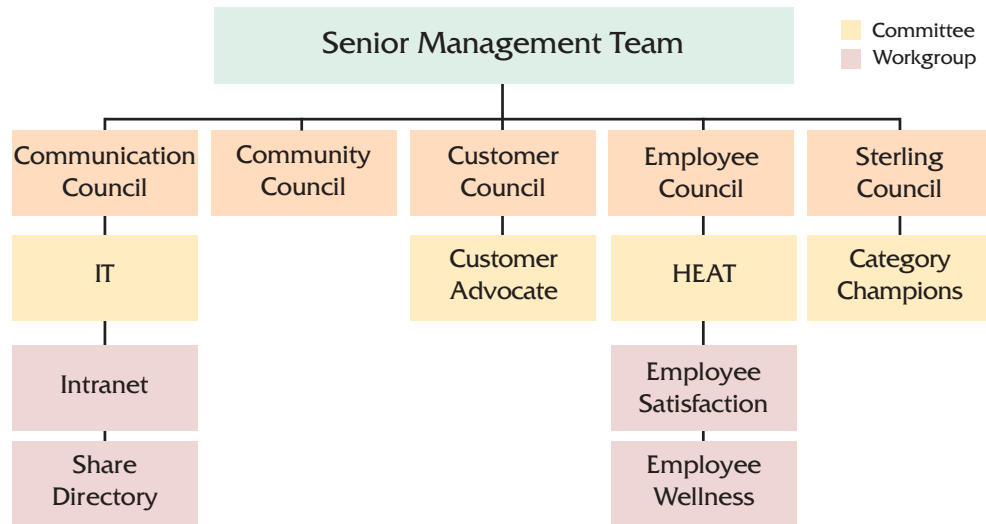 Senior Management Team
Committee
Workgroup
Communication
Council
Community
Council
Customer
Council
Employee
Council
Sterling
Council
IT
Customer
Advocate
HEAT
Category
Champions
Intranet
Employee
Satisfaction
Share
Directory
Employee
Wellness